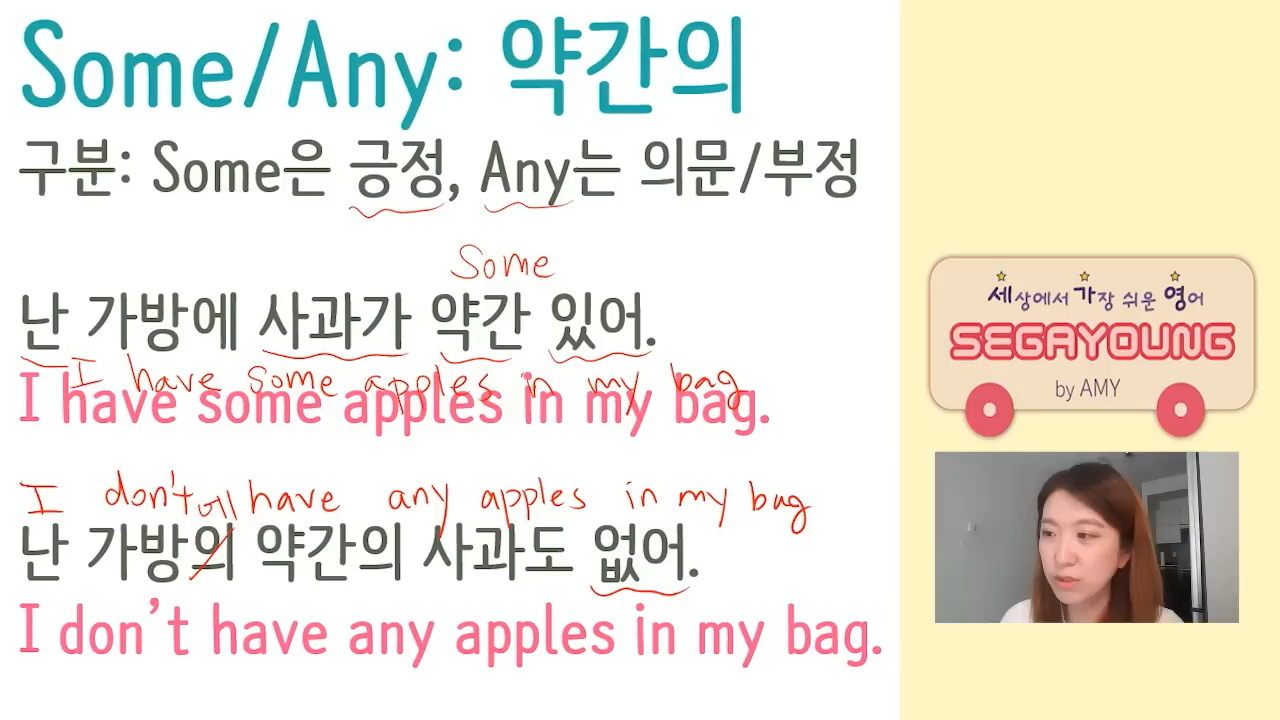 Some/Any: 약간의
구분: Some은 긍정, Any는 의문/부정
Some
난 가방에 사과가 약간 있어.
I have some apples in my bag
I have some apples in my bag.
I don't have any apples in my bag
에
난 가방의 약간의 사과도 없어.
I don't have any apples in my bag.
세상에서 가장 쉬운 영어
SEGAYOUNG
by AMY